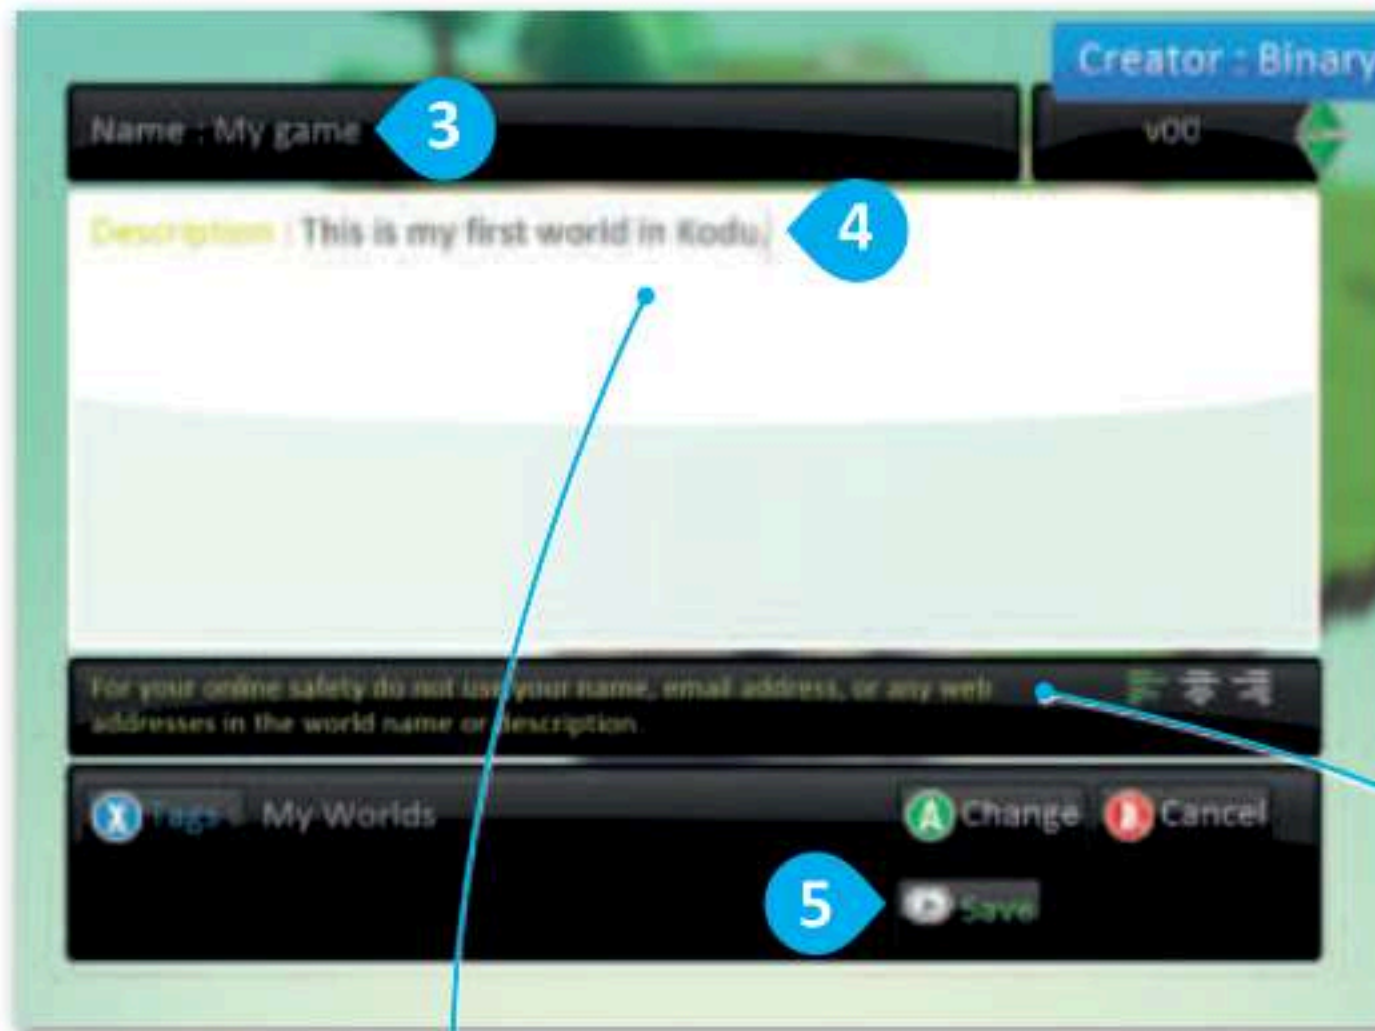 Creator : Binary
Name : My game
3
v00
Description : This is my first world in Kodu.
4
For your online safety do not use your name, email address, or any web
addresses in the world name or description.
X Tags My Worlds
A Change B Cancel
5
Save